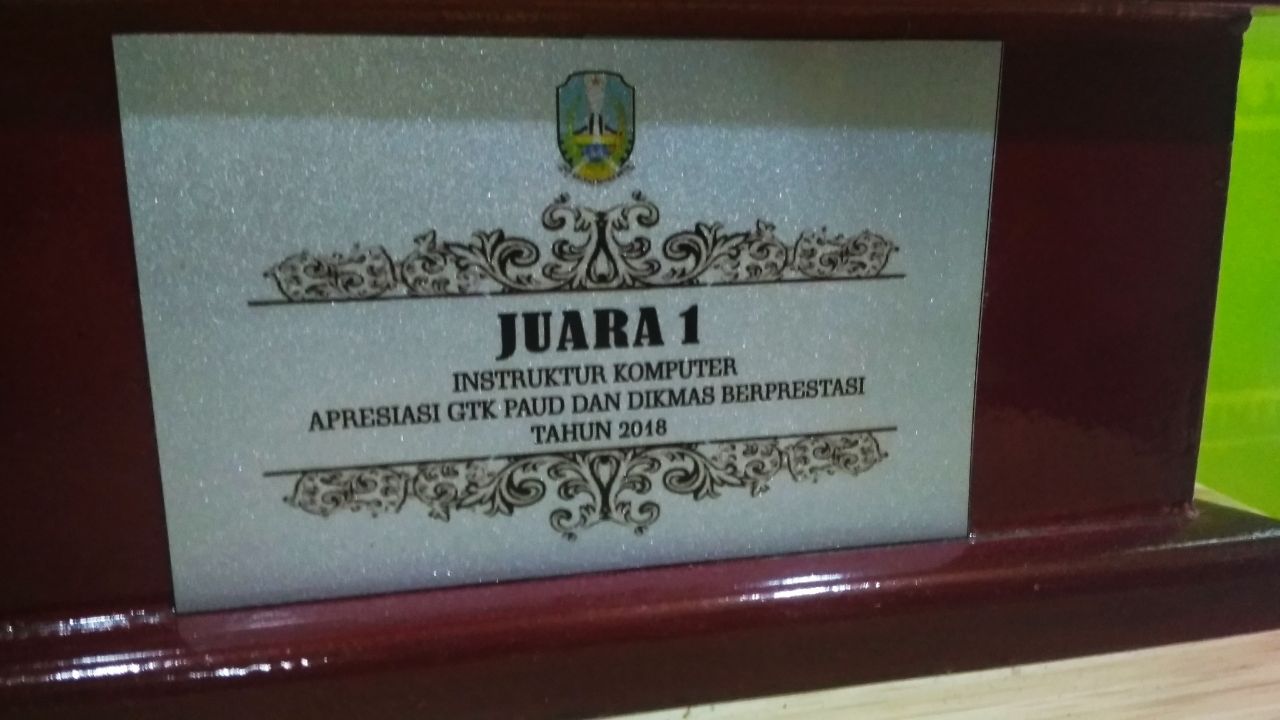 JUARA 1
INSTRUKTUR KOMPUTER
APRESIASI GTK PAUD DAN DIKMAS BERPRESTASI
TAHUN 2018